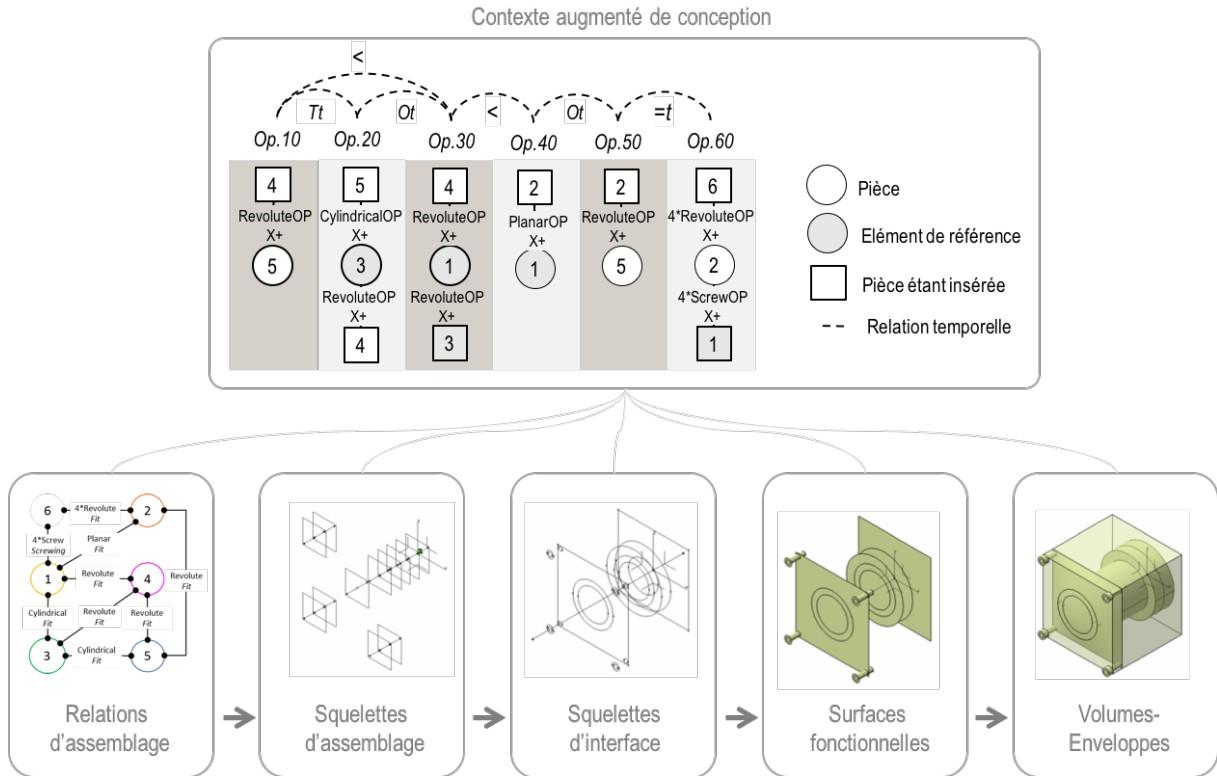 Contexte augmenté de conception
<
Tt
Ot
<
Ot
=t
Op.10
Op.20
Op.30
Op.40
Op.50
Op.60
4
RevoluteOP
X+
5
5
CylindricalOP
X+
3
RevoluteOP
X+
4
4
RevoluteOP
X+
1
RevoluteOP
X+
3
2
PlanarOP
X+
1
2
RevoluteOP
X+
5
6
4*RevoluteOP
X+
2
4*ScrewOP
X+
1
Pièce
Elément de référence
Pièce étant insérée
Relation temporelle
6
4*Revolute
Fit
2
4*Screw
Screwing
Planar
Fit
1
Revolute
Fit
4
Revolute
Fit
Cylindrical
Fit
Revolute
Fit
Revolute
Fit
3
Cylindrical
Fit
5
Relations
d'assemblage
Squelettes
d'assemblage
Squelettes
d'interface
Surfaces
fonctionnelles
Volumes-
Enveloppes